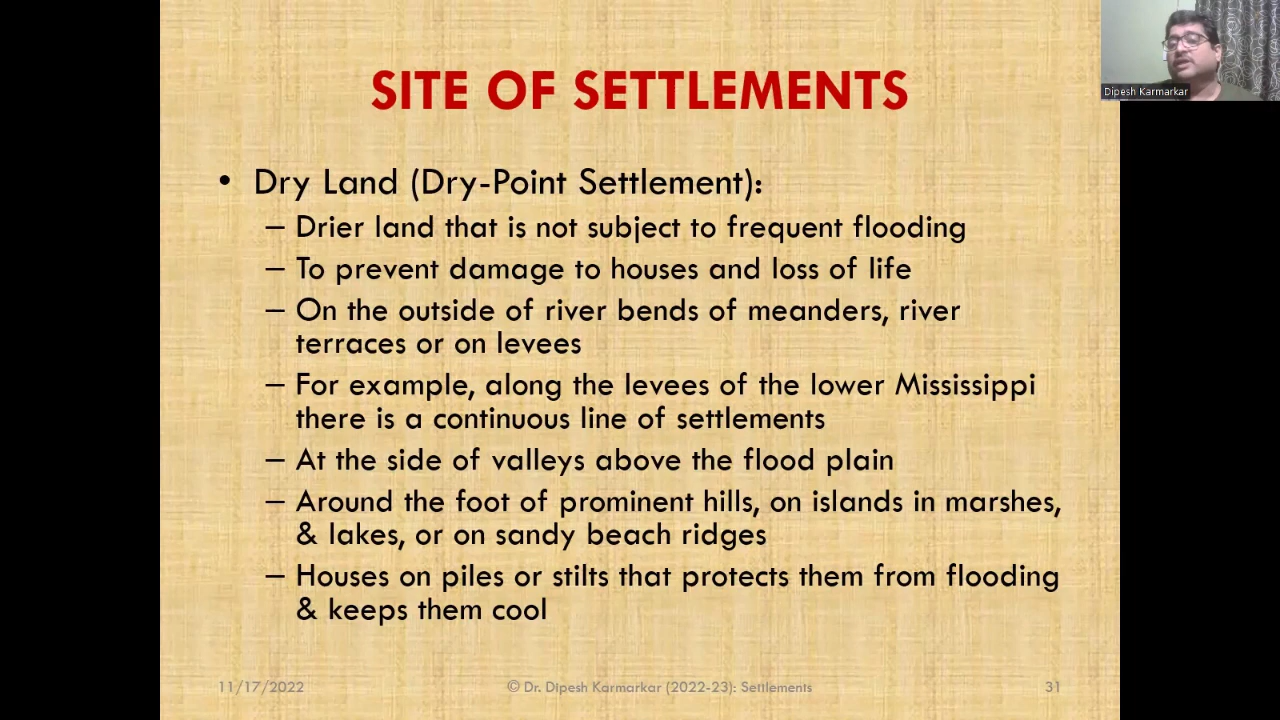 SITE OF SETTLEMENTS
• Dry Land (Dry-Point Settlement):
– Drier land that is not subject to frequent flooding
– To prevent damage to houses and loss of life
– On the outside of river bends of meanders, river
terraces or on levees
– For example, along the levees of the lower Mississippi
there is a continuous line of settlements
– At the side of valleys above the flood plain
– Around the foot of prominent hills, on islands in marshes,
& lakes, or on sandy beach ridges
– Houses on piles or stilts that protects them from flooding
& keeps them cool
11/17/2022
© Dr. Dipesh Karmarkar (2022-23): Settlements
31
Dipesh Karmarkar